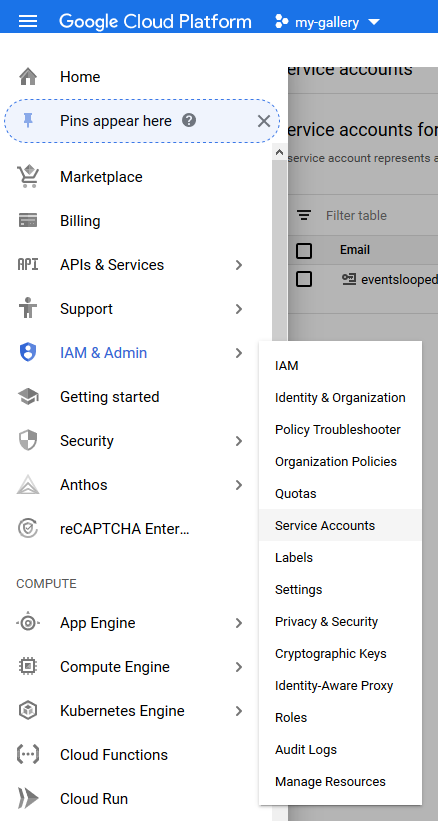 Google Cloud Platform
my-gallery
Home
Pins appear here
Marketplace
Billing
API
APIs & Services
Support
IAM & Admin
Getting started
Security
Anthos
reCAPTCHA Enter...
COMPUTE
App Engine
Compute Engine
Kubernetes Engine
Cloud Functions
Cloud Run
ervice accounts
ervice accounts for
service account represents a
Filter table
Email
eventslooped
IAM
Identity & Organization
Policy Troubleshooter
Organization Policies
Quotas
Service Accounts
Labels
Settings
Privacy & Security
Cryptographic Keys
Identity-Aware Proxy
Roles
Audit Logs
Manage Resources